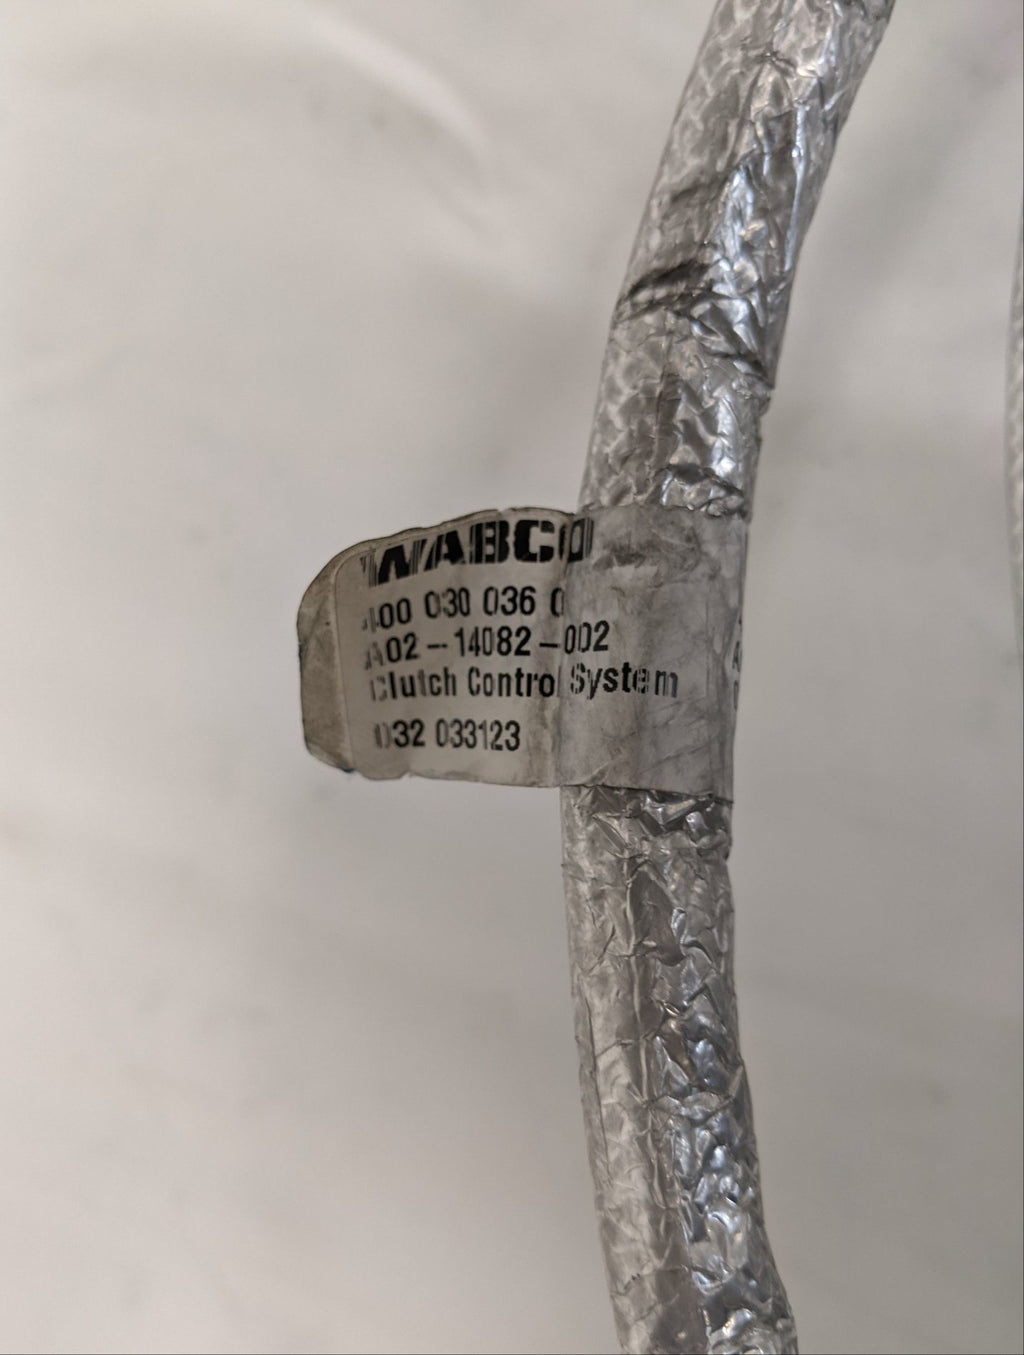 WABCO
400 030 036 0
A02-14082-002
Clutch Control System
032 033123